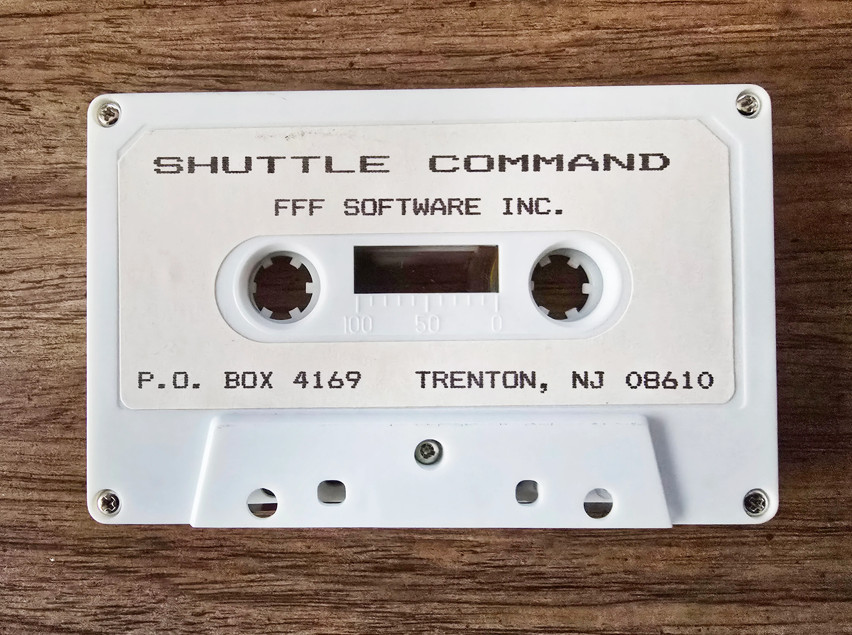 SHUTTLE COMMAND
FFF SOFTWARE INC.
100 50 0
P.O. BOX 4169 TRENTON, NJ 08610